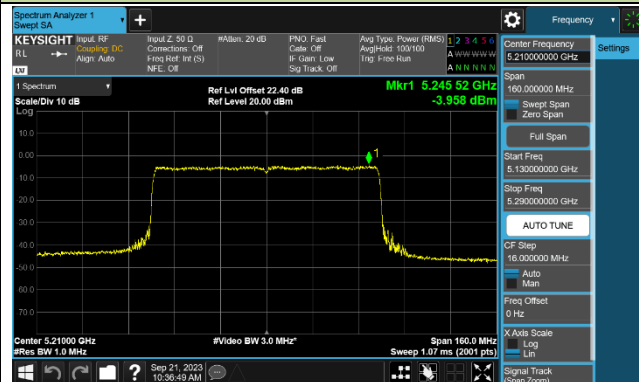 Spectrum Analyzer 1
Swept SA
+
Frequency
KEYSIGHT
RL
LXI
Input: RF
Coupling: DC
Align: Auto
Input Z: 50 Ω
Corrections: Off
Freq Ref: Int (S)
NFE: Off
#Atten: 20 dB
PNO: Fast
Gate: Off
IF Gain: Low
Sig Track: Off
Avg Type: Power (RMS)
Avg|Hold: 100/100
Trig: Free Run
1 2 3 4 5 6
A W W W W W
A N N N N N
1 Spectrum
Scale/Div 10 dB
Log
Ref Lvl Offset 22.40 dB
Ref Level 20.00 dBm
Mkr1 5.245 52 GHz
-3.958 dBm
10.0
0.00
-10.0
-20.0
-30.0
-40.0
-50.0
-60.0
-70.0
1
Center 5.21000 GHz
#Res BW 1.0 MHz
#Video BW 3.0 MHz*
Span 160.0 MHz
Sweep 1.07 ms (2001 pts)
?
Sep 21, 2023
10:36:49 AM
Center Frequency
5.210000000 GHz
Settings
Span
160.000000 MHz
Swept Span
Zero Span
Full Span
Start Freq
5.130000000 GHz
Stop Freq
5.290000000 GHz
AUTO TUNE
CF Step
16.000000 MHz
Auto
Man
Freq Offset
0 Hz
X Axis Scale
Log
Lin
Signal Track
(Span Zoom)